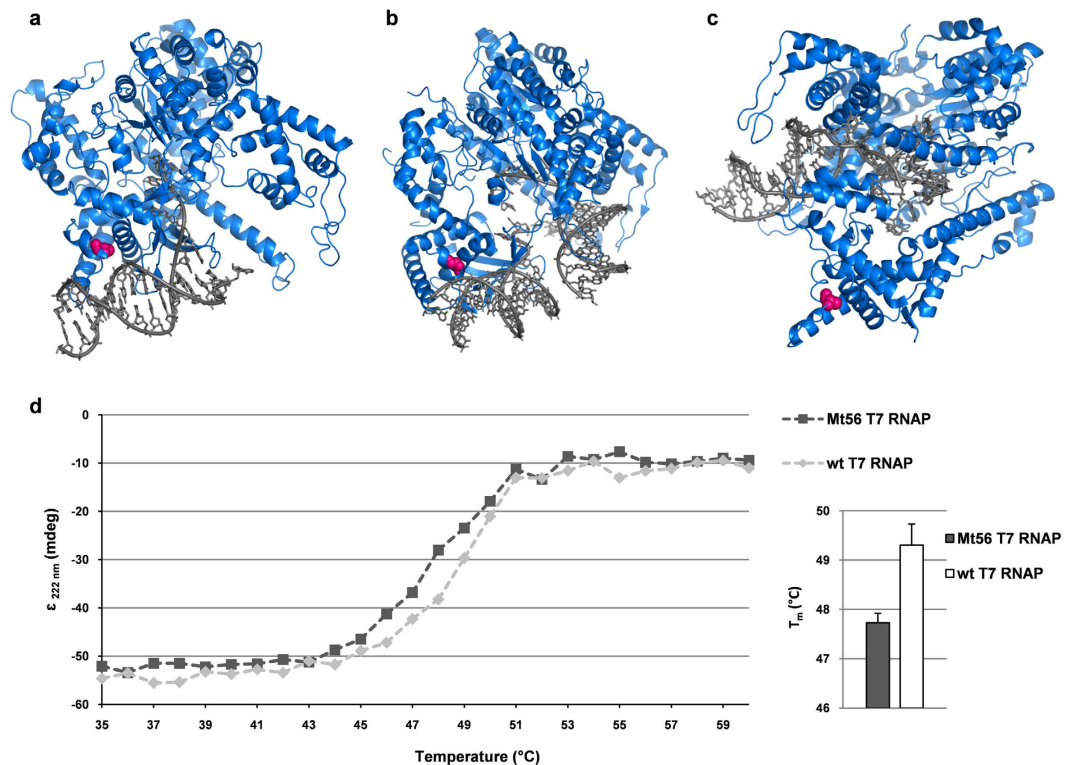 a
b
c
d
0
-10
-20
-30
-40
-50
-60
ε 222 nm (mdeg)
35 37 39 41 43 45 47 49 51 53 55 57 59
Temperature (°C)
Mt56 T7 RNAP
wt T7 RNAP
50
49
48
47
46
Tm (°C)
Mt56 T7 RNAP
wt T7 RNAP